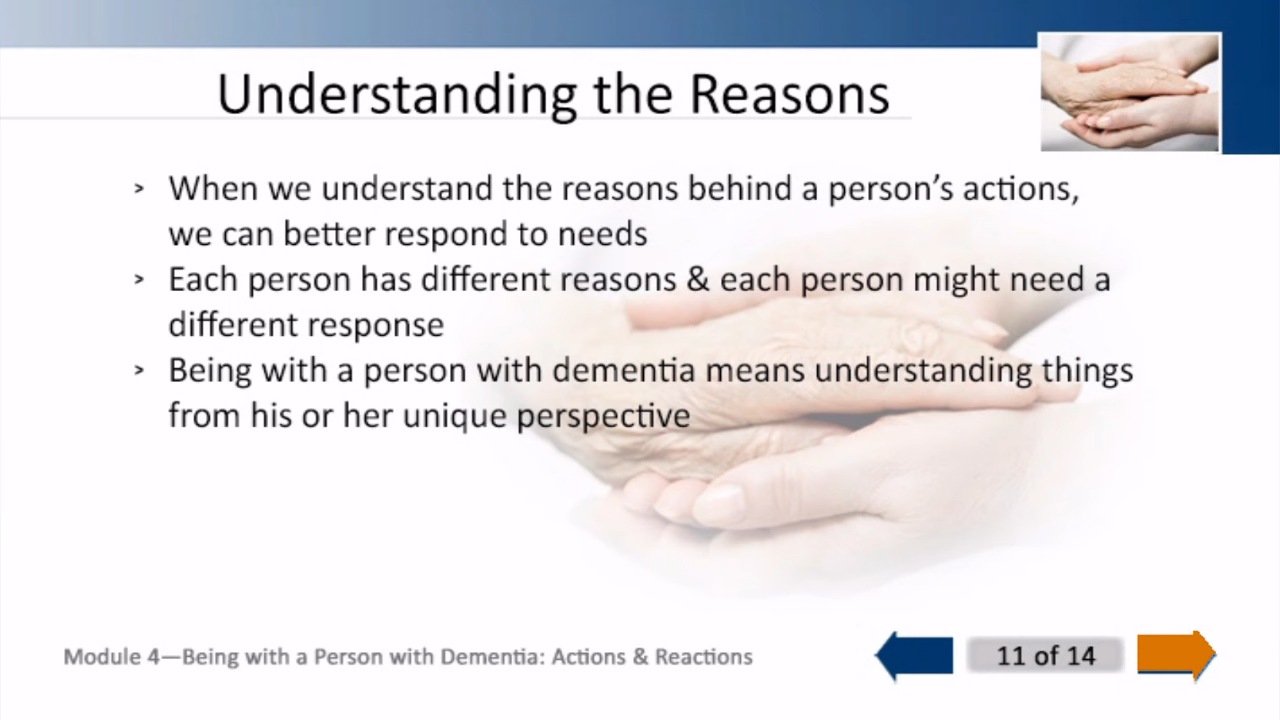 Understanding the Reasons
> When we understand the reasons behind a person’s actions,
we can better respond to needs
> Each person has different reasons & each person might need a
different response
> Being with a person with dementia means understanding things
from his or her unique perspective
Module 4—Being with a Person with Dementia: Actions & Reactions
11 of 14